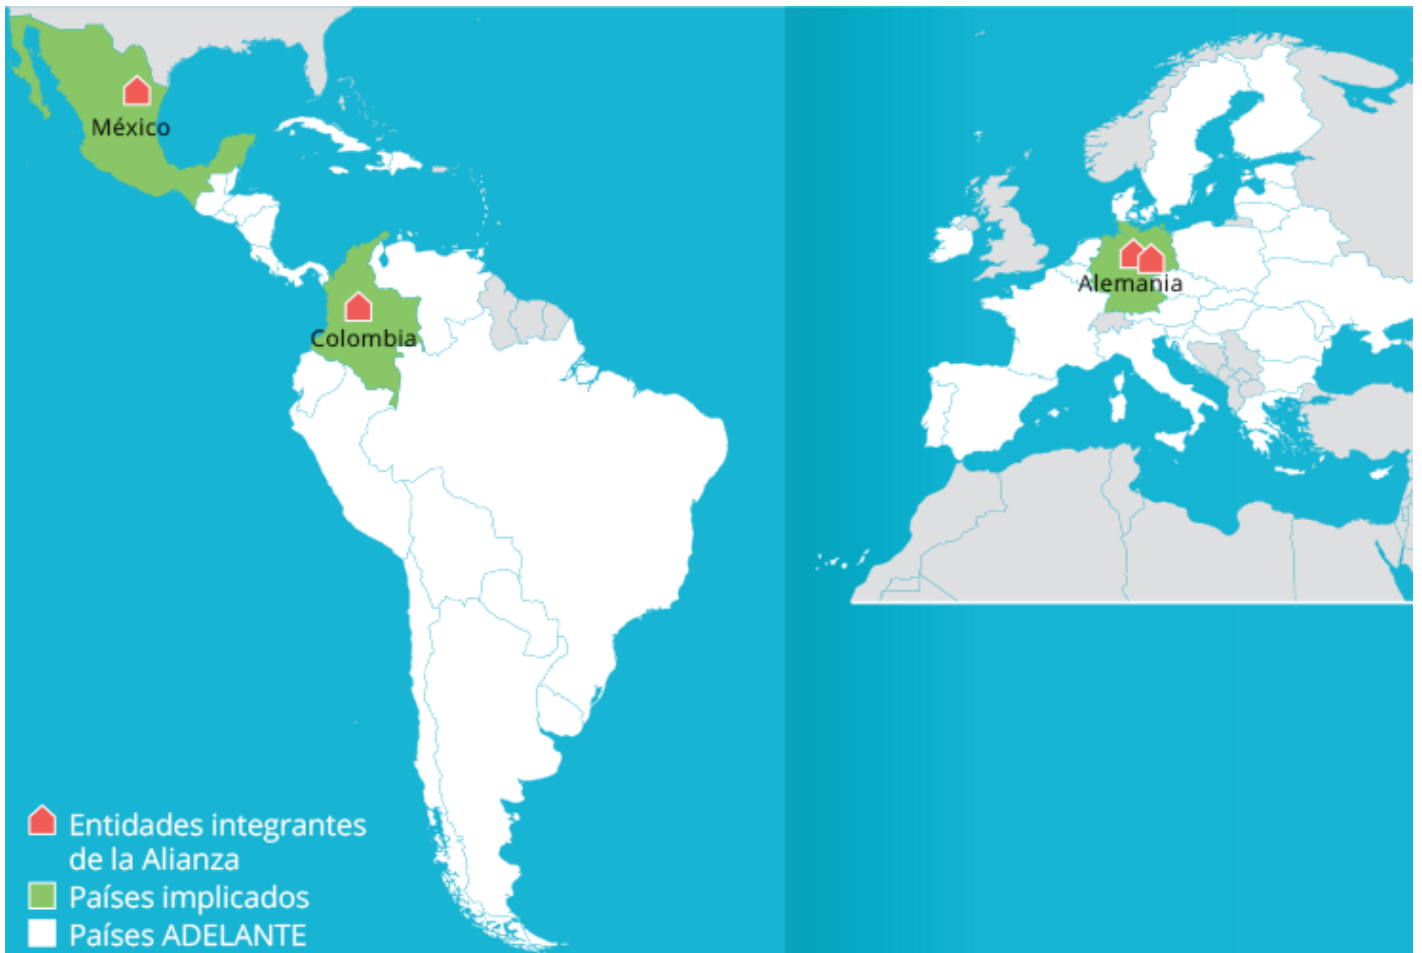 México
Colombia
Alemania
Entidades integrantes
de la Alianza
Países implicados
Países ADELANTE